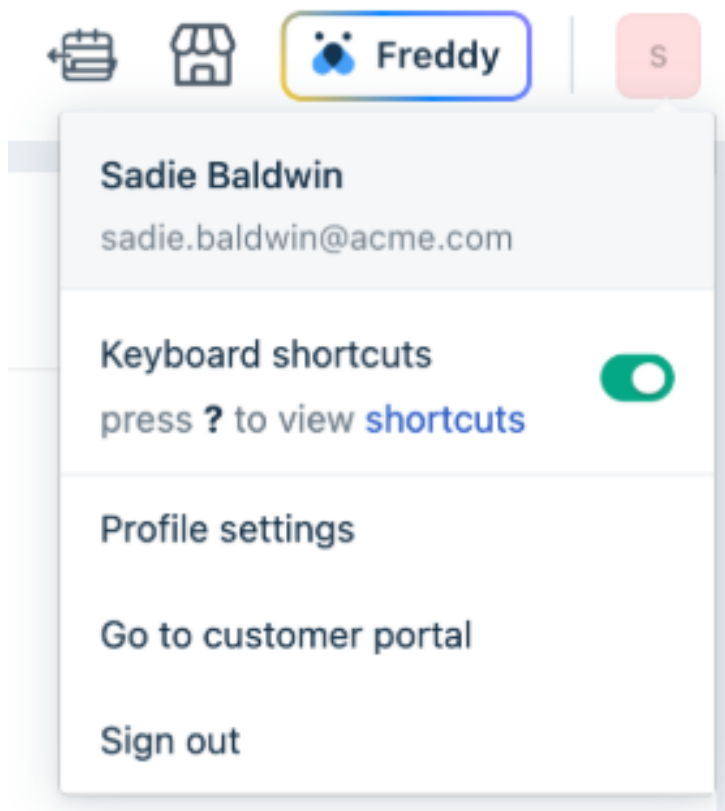 Freddy
S
Sadie Baldwin
sadie.baldwin@acme.com
Keyboard shortcuts
press ? to view shortcuts
Profile settings
Go to customer portal
Sign out